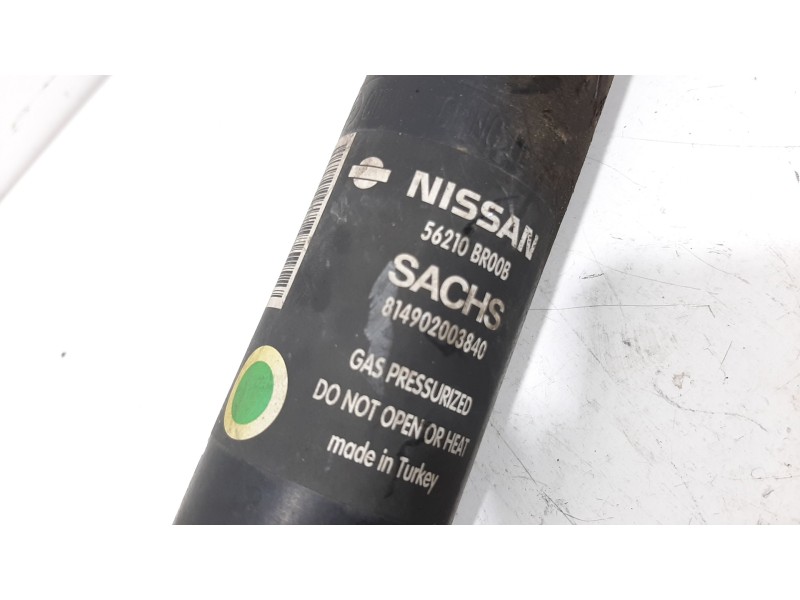 NISSAN
56210 BR00B
SACHS
814902003840
GAS PRESSURIZED
DO NOT OPEN OR HEAT
made in Turkey